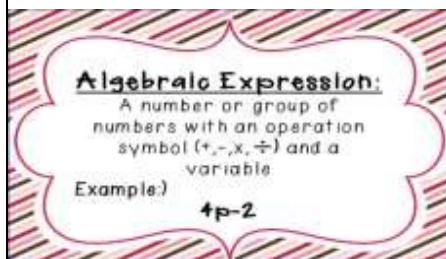 Algebraic Expression:
A number or group of
numbers with an operation
symbol (+,-,x,÷) and a
variable
Example:)
4p-2